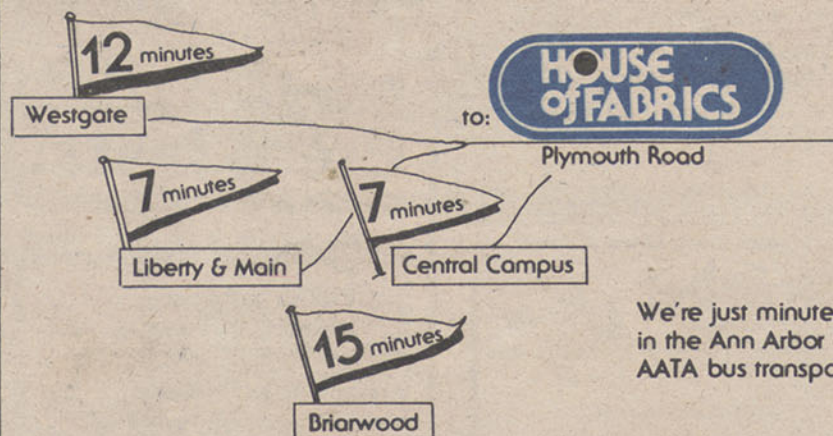 12 minutes
Westgate
to:
HOUSE
of FABRICS
Plymouth Road
7 minutes
Liberty & Main
7 minutes
Central Campus
15 minutes
Briarwood
We're just minute
in the Ann Arbor
AATA bus transpo